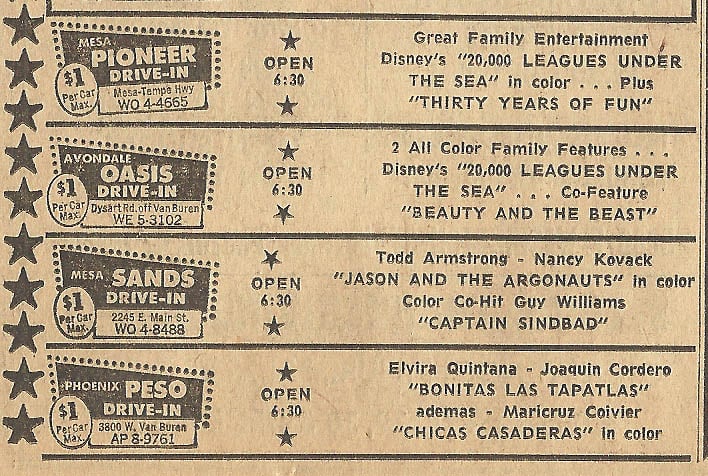 MESA
PIONEER
DRIVE-IN
$1
Per Car
Max.
Mesa-Tempe Hwy
WO 4-4665
OPEN
6:30
Great Family Entertainment
Disney's "20,000 LEAGUES UNDER
THE SEA" in color . . . Plus
"THIRTY YEARS OF FUN"
AVONDALE
OASIS
DRIVE-IN
$1
Per Car
Max.
Dysart Rd. off Van Buren
WE 5-3102
OPEN
6:30
2 All Color Family Features . . .
Disney's "20,000 LEAGUES UNDER
THE SEA" . . . Co-Feature
"BEAUTY AND THE BEAST"
MESA SANDS
DRIVE-IN
$1
Per Car
Max.
2245 E. Main St.
WO 4-8488
OPEN
6:30
Todd Armstrong - Nancy Kovack
"JASON AND THE ARGONAUTS" in color
Color Co-Hit Guy Williams
"CAPTAIN SINDBAD"
PHOENIX PESO
DRIVE-IN
$1
Per Car
Max.
3800 W. Van Buren
AP 8-9761
OPEN
6:30
Elvira Quintana - Joaquin Cordero
"BONITAS LAS TAPATLAS"
ademas - Maricruz Coivier
"CHICAS CASADERAS" in color